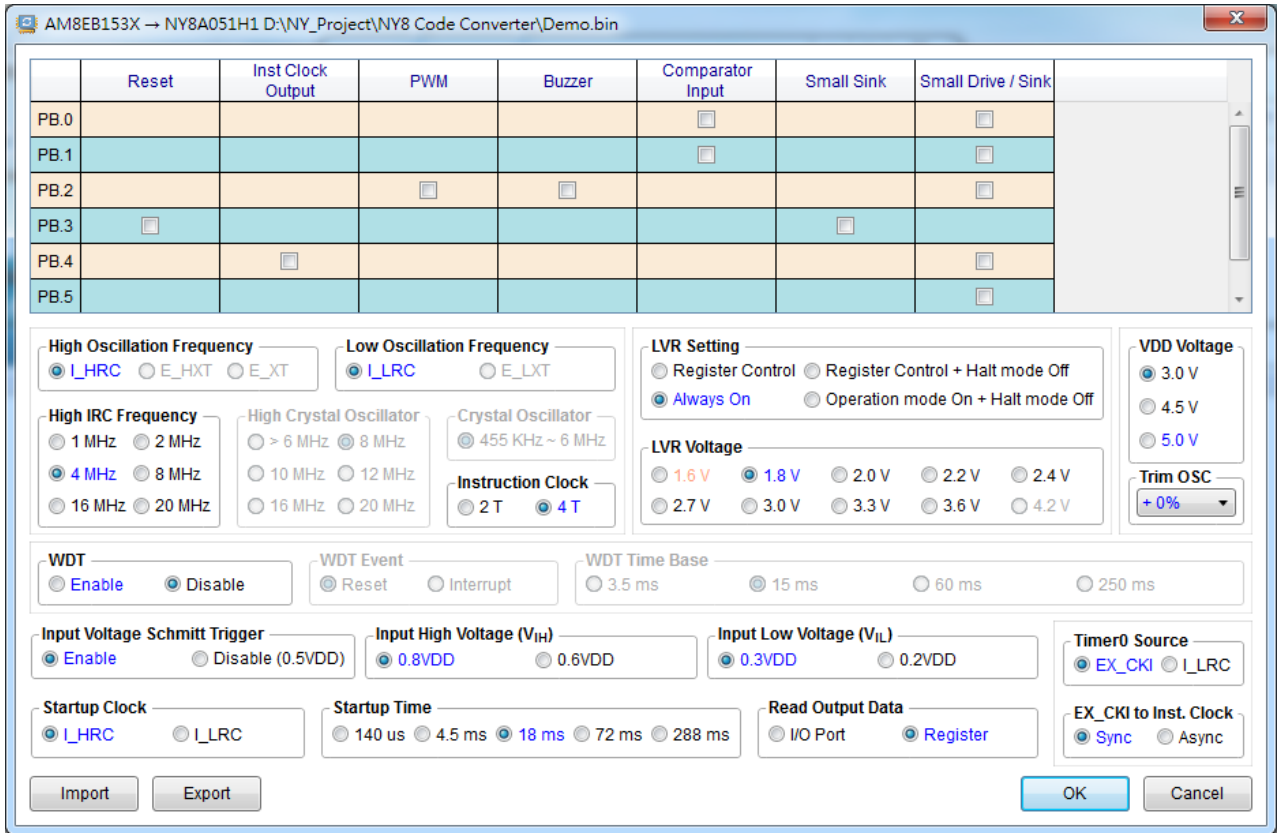 AM8EB153X → NY8A051H1 D:\NY_Project\NY8 Code Converter\Demo.bin
Reset Inst Clock Output PWM Buzzer Comparator Input Small Sink Small Drive / Sink
PB.0
PB.1
PB.2
PB.3
PB.4
PB.5
High Oscillation Frequency
I_HRC E_HXT E_XT
Low Oscillation Frequency
I_LRC E_LXT
High IRC Frequency
1 MHz 2 MHz
4 MHz 8 MHz
16 MHz 20 MHz
High Crystal Oscillator
> 6 MHz 8 MHz
10 MHz 12 MHz
16 MHz 20 MHz
Crystal Oscillator
455 KHz ~ 6 MHz
Instruction Clock
2 T 4 T
LVR Setting
Register Control Register Control + Halt mode Off
Always On Operation mode On + Halt mode Off
LVR Voltage
1.6 V 1.8 V 2.0 V 2.2 V 2.4 V
2.7 V 3.0 V 3.3 V 3.6 V 4.2 V
VDD Voltage
3.0 V
4.5 V
5.0 V
Trim OSC
+ 0%
WDT
Enable Disable
WDT Event
Reset Interrupt
WDT Time Base
3.5 ms 15 ms 60 ms 250 ms
Input Voltage Schmitt Trigger
Enable Disable (0.5VDD)
Input High Voltage (VIH)
0.8VDD 0.6VDD
Input Low Voltage (VIL)
0.3VDD 0.2VDD
Timer0 Source
EX_CKI I_LRC
Startup Clock
I_HRC I_LRC
Startup Time
140 us 4.5 ms 18 ms 72 ms 288 ms
Read Output Data
I/O Port Register
EX_CKI to Inst. Clock
Sync Async
Import Export OK Cancel